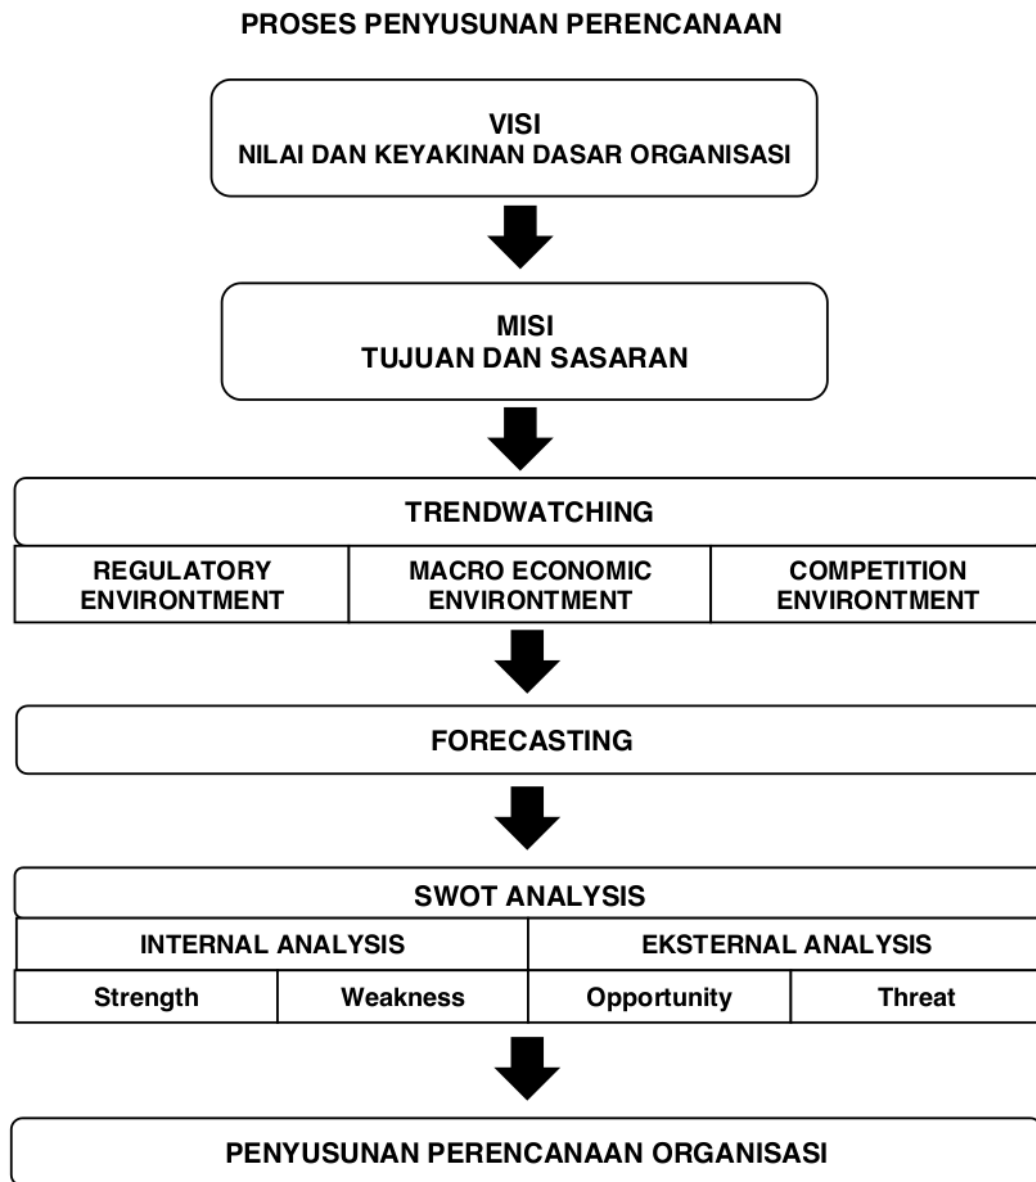 PROSES PENYUSUNAN PERENCANAAN
VISI
NILAI DAN KEYAKINAN DASAR ORGANISASI
MISI
TUJUAN DAN SASARAN
TRENDWATCHING
REGULATORY
ENVIRONTMENT
MACRO ECONOMIC
ENVIRONTMENT
COMPETITION
ENVIRONTMENT
FORECASTING
SWOT ANALYSIS
INTERNAL ANALYSIS
EKSTERNAL ANALYSIS
Strength
Weakness
Opportunity
Threat
PENYUSUNAN PERENCANAAN ORGANISASI